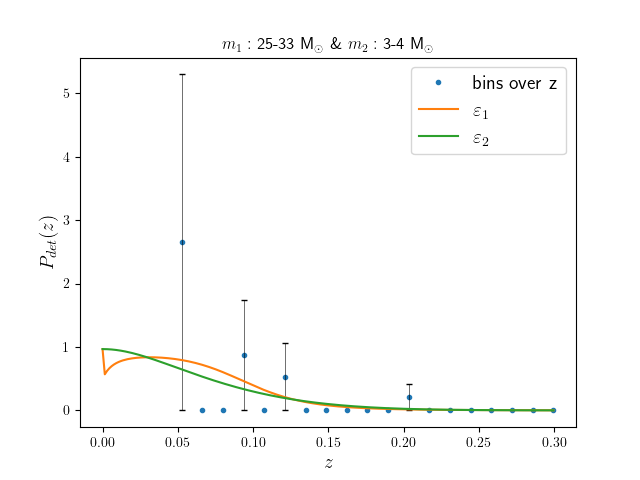 m₁ : 25-33 M⊙ & m₂ : 3-4 M⊙
bins over z
ε₁
ε₂
P_det(z)
5
4
3
2
1
0
0.00 0.05 0.10 0.15 0.20 0.25 0.30
z